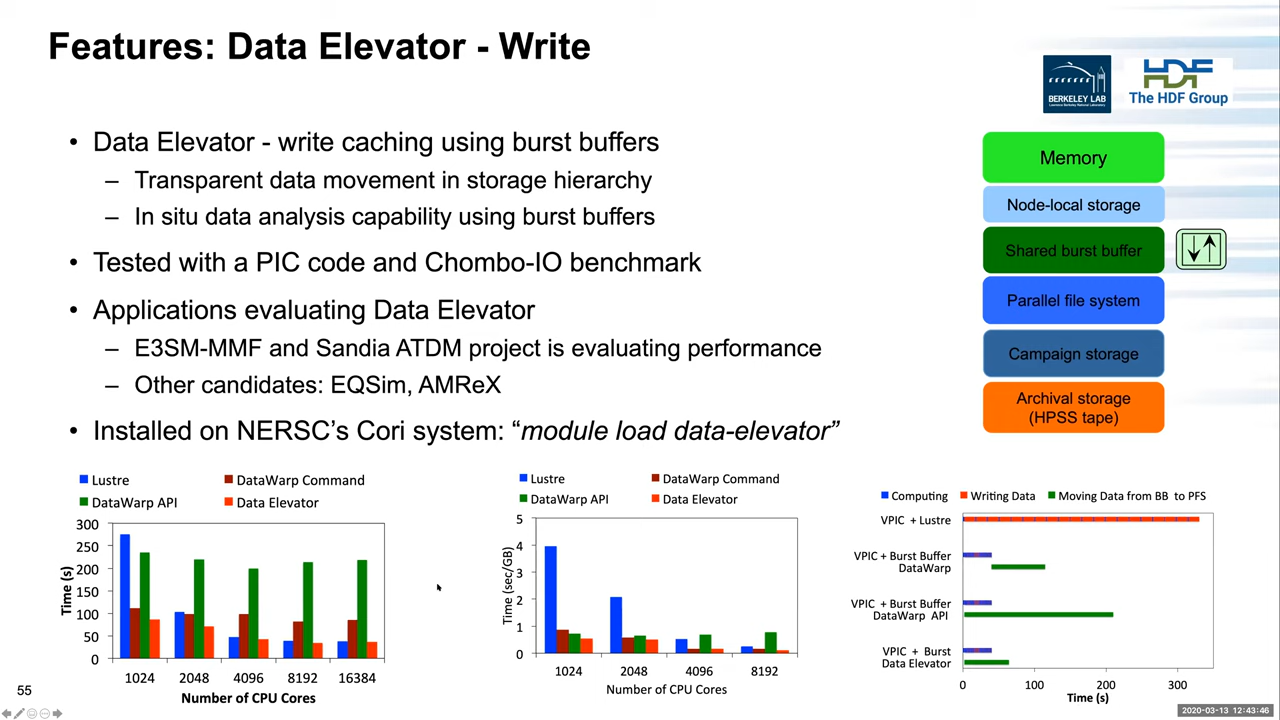 Features: Data Elevator - Write
BERKELEY LAB
The HDF Group
• Data Elevator - write caching using burst buffers
– Transparent data movement in storage hierarchy
– In situ data analysis capability using burst buffers
• Tested with a PIC code and Chombo-IO benchmark
• Applications evaluating Data Elevator
– E3SM-MMF and Sandia ATDM project is evaluating performance
– Other candidates: EQSim, AMReX
• Installed on NERSC's Cori system: “module load data-elevator”
Memory
Node-local storage
Shared burst buffer
Parallel file system
Campaign storage
Archival storage
(HPSS tape)
Lustre DataWarp Command
DataWarp API Data Elevator
300
250
200
150
100
50
0
Time (s)
1024 2048 4096 8192 16384
Number of CPU Cores
Lustre DataWarp Command
DataWarp API Data Elevator
5
4
3
2
1
0
Time (sec/GB)
1024 2048 4096 8192
Number of CPU Cores
Computing Writing Data Moving Data from BB to PFS
VPIC + Lustre
VPIC + Burst Buffer
DataWarp
VPIC + Burst Buffer
DataWarp API
VPIC + Burst
Data Elevator
0 100 200 300
Time (s)
55
2020-03-13 12:43:46